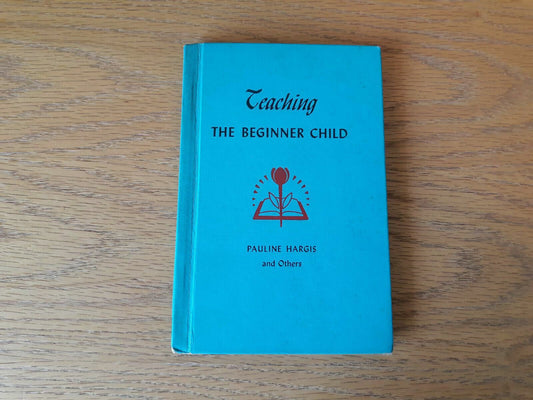 Teaching
THE BEGINNER CHILD
PAULINE HARGIS
and Others